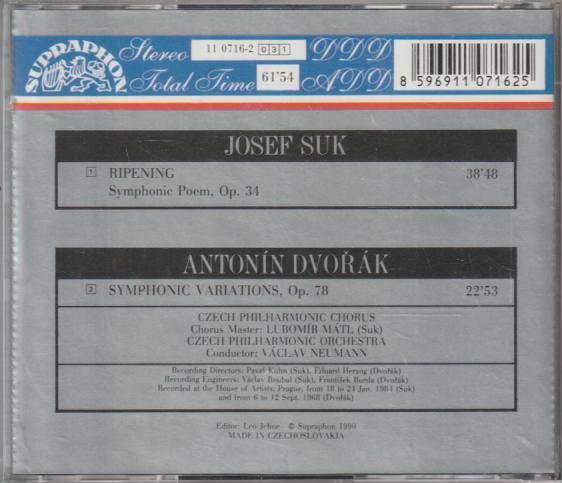 SUPRAPHON
Stereo 11 0716-2 031 DDD
Total Time 61'54 ADD
8 596911 071625
JOSEF SUK
1 RIPENING 38'48
Symphonic Poem, Op. 34
ANTONÍN DVOŘÁK
2 SYMPHONIC VARIATIONS, Op. 78 22'53
CZECH PHILHARMONIC CHORUS
Chorus Master: LUBOMÍR MÁTL (Suk)
CZECH PHILHARMONIC ORCHESTRA
Conductor: VÁCLAV NEUMANN
Recording Directors: Pavel Kühn (Suk), Eduard Herzog (Dvořák)
Recording Engineers: Václav Roubal (Suk), František Burda (Dvořák)
Recorded at the House of Artists, Prague, from 18 to 24 Jan. 1984 (Suk)
and from 6 to 12 Sept. 1968 (Dvořák)
Editor: Leo Jehne © Supraphon 1990
MADE IN CZECHOSLOVAKIA